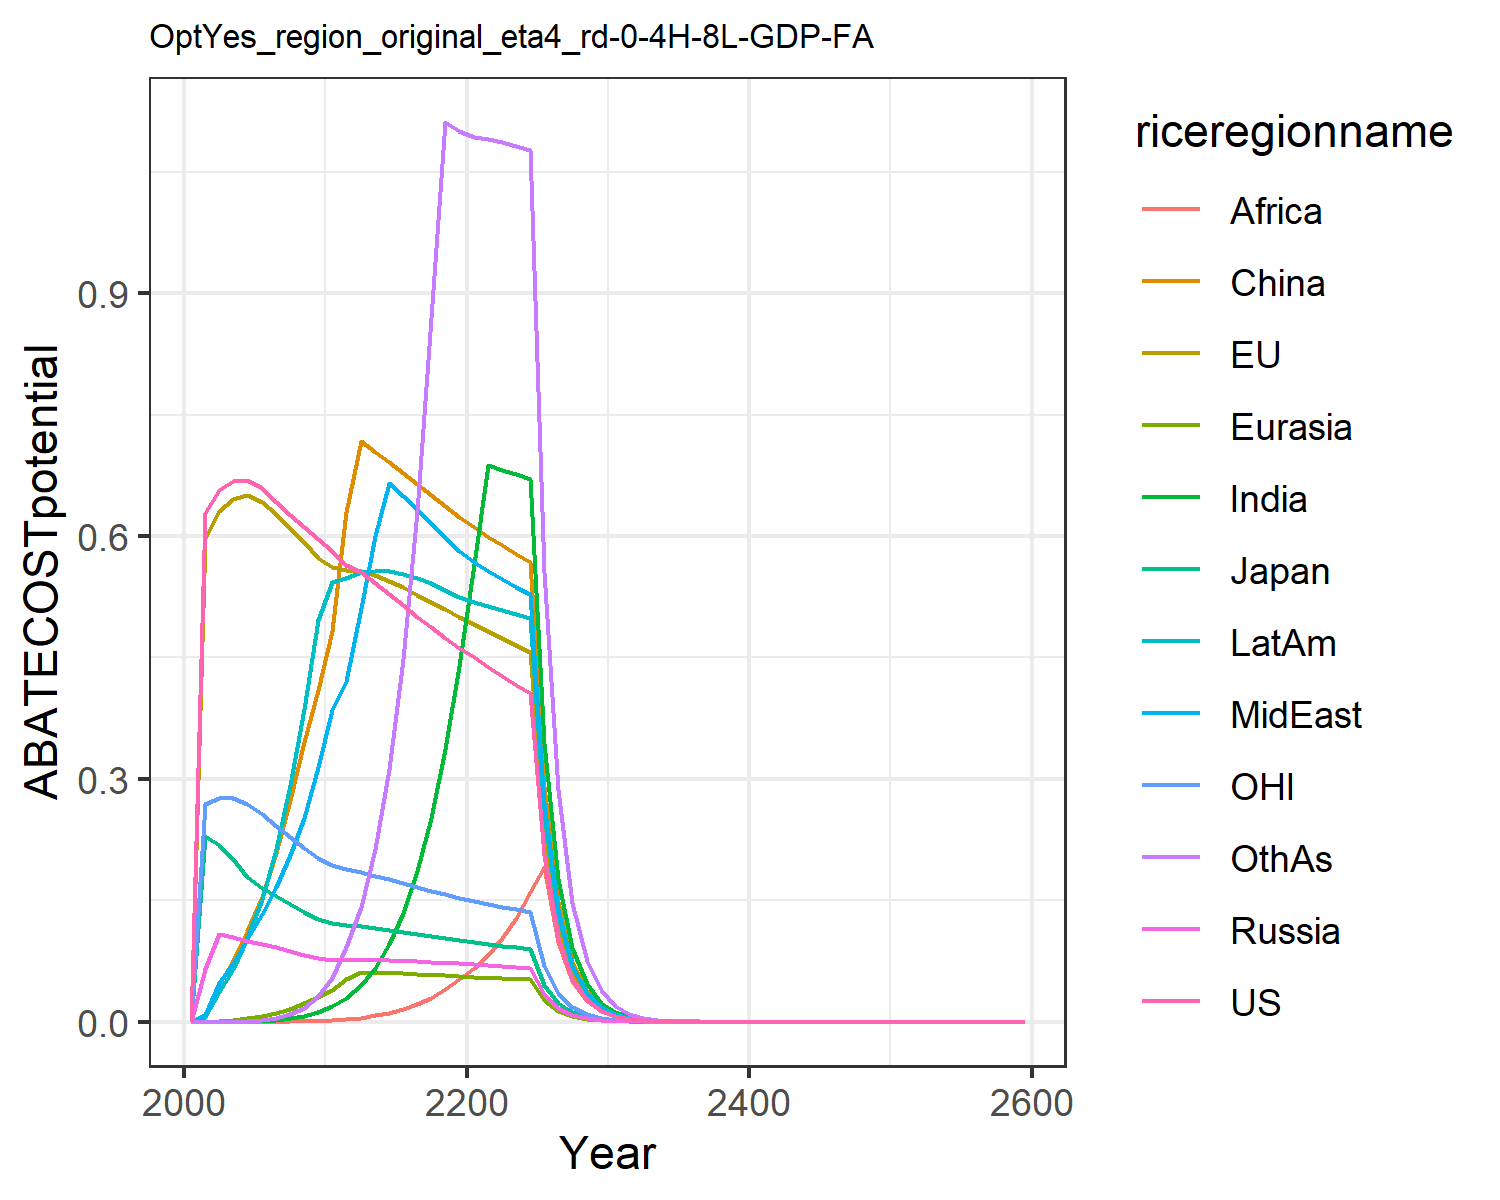 OptYes_region_original_eta4_rd-0-4H-8L-GDP-FA
ABATECOSTpotential
0.9
0.6
0.3
0.0
2000 2200 2400 2600
Year
riceregionname
Africa
China
EU
Eurasia
India
Japan
LatAm
MidEast
OHI
OthAs
Russia
US